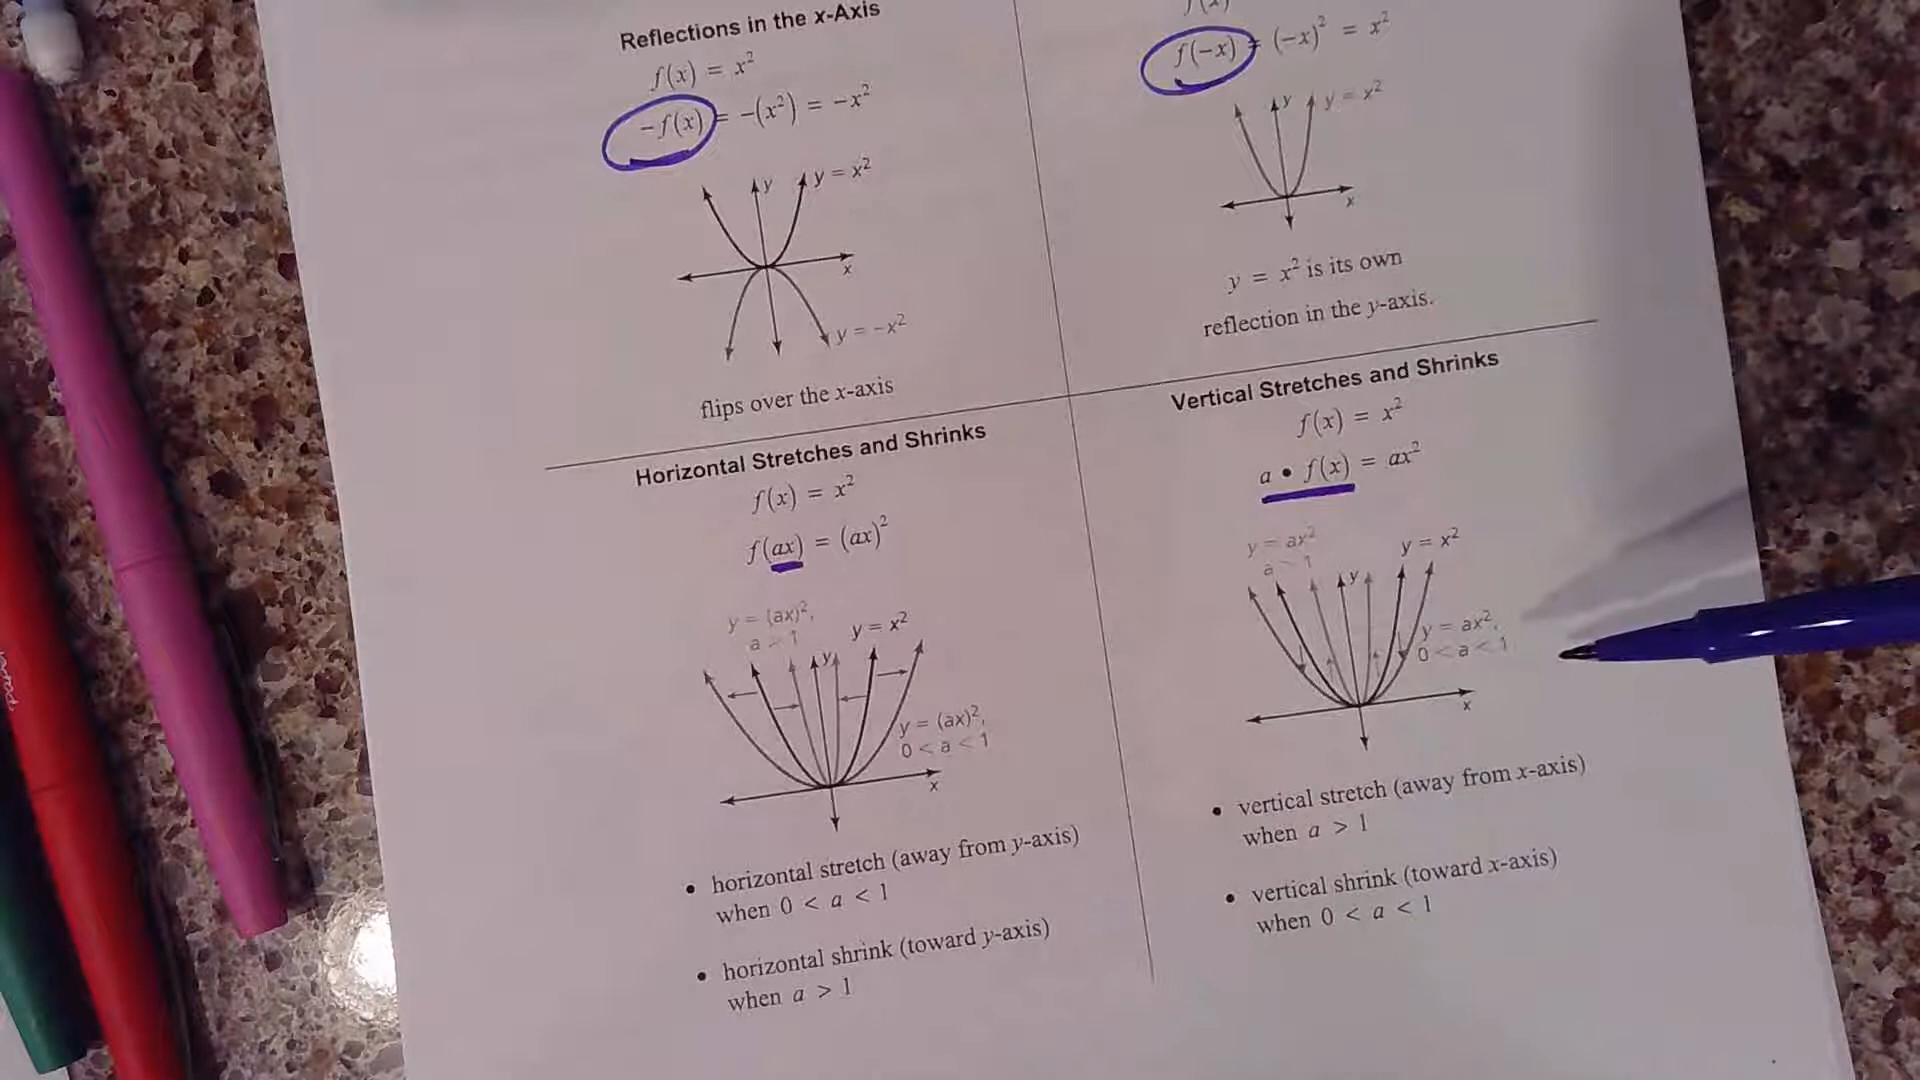 Reflections in the x-Axis
f(x) = x²
-f(x) = -(x²) = -x²
y
y = x²
x
y = -x²
flips over the x-axis
f(x)
f(-x) = (-x)² = x²
y
y = x²
x
y = x² is its own
reflection in the y-axis.
Horizontal Stretches and Shrinks
f(x) = x²
f(ax) = (ax)²
y = (ax)²,
a > 1
y = x²
y
y = (ax)²,
0 < a < 1
x
• horizontal stretch (away from y-axis)
when 0 < a < 1
• horizontal shrink (toward y-axis)
when a > 1
Vertical Stretches and Shrinks
f(x) = x²
a • f(x) = ax²
y = ax²
a > 1
y = x²
y
y = ax²,
0 < a < 1
x
• vertical stretch (away from x-axis)
when a > 1
• vertical shrink (toward x-axis)
when 0 < a < 1